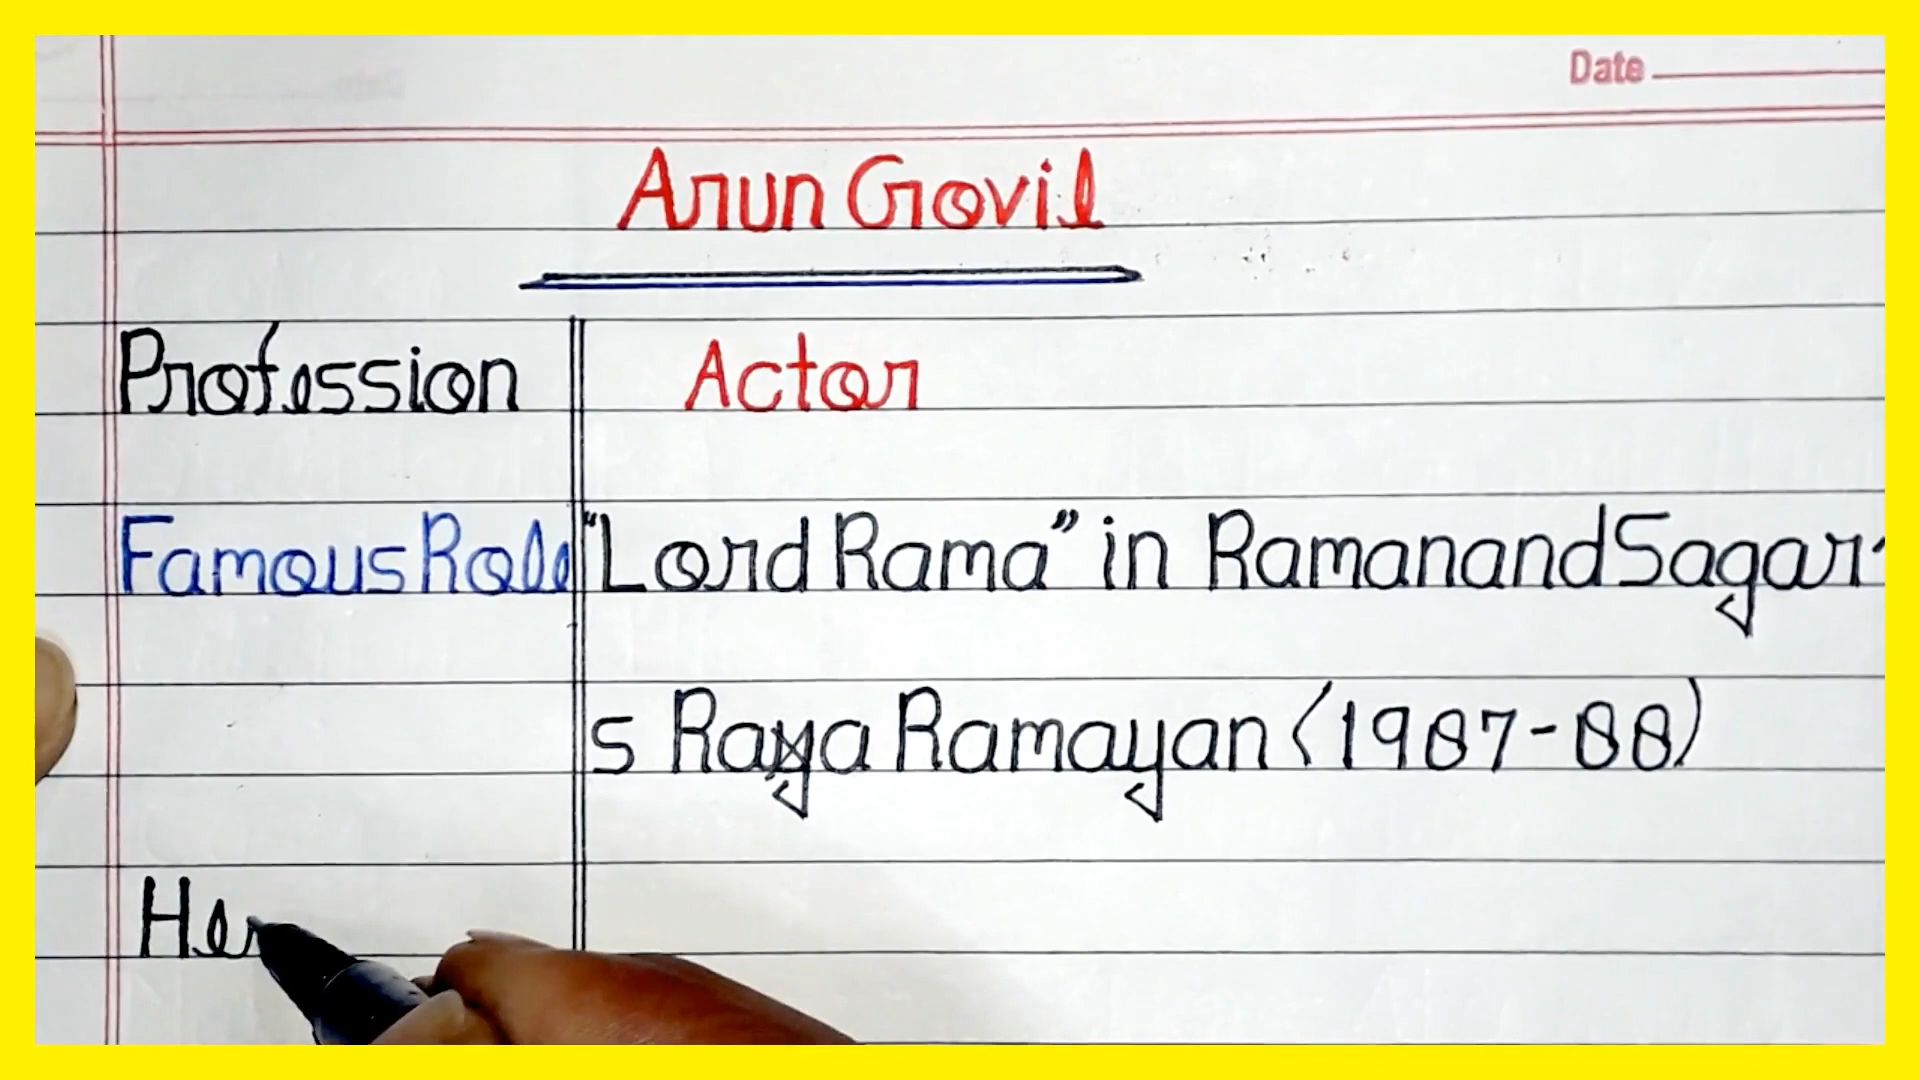 Date
Arun Govil
Profession Actor
Famous Role "Lord Rama" in Ramanand Sagar'
s Raya Ramayan (1987-88)
He